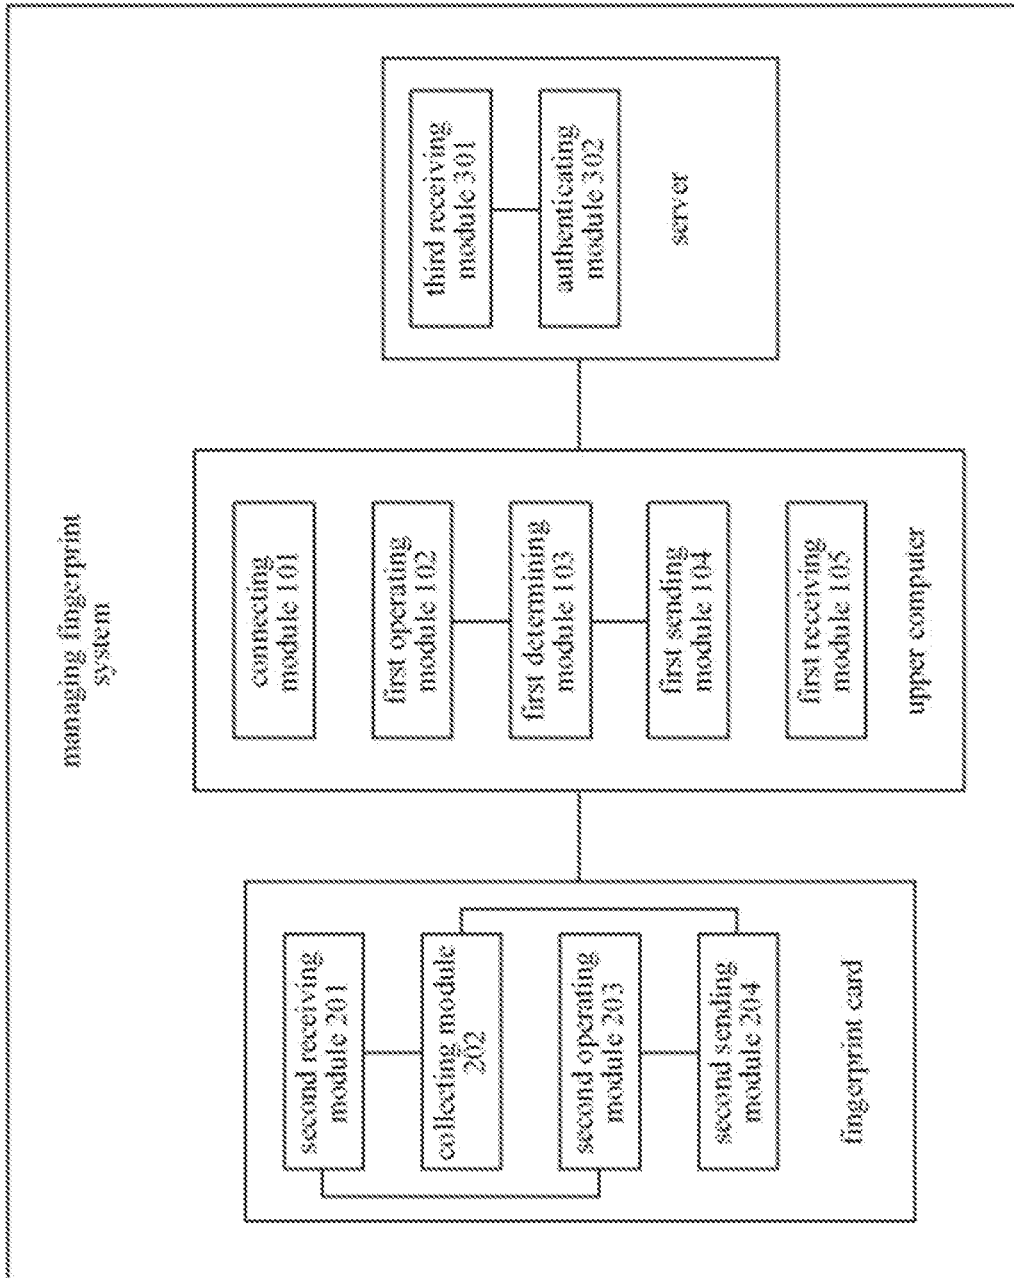 managing fingerprint
system
second receiving
module 201
collecting module
202
second operating
module 203
second sending
module 204
fingerprint card
connecting
module 101
first operating
module 102
first determining
module 103
first sending
module 104
first receiving
module 105
upper computer
third receiving
module 301
authenticating
module 302
server